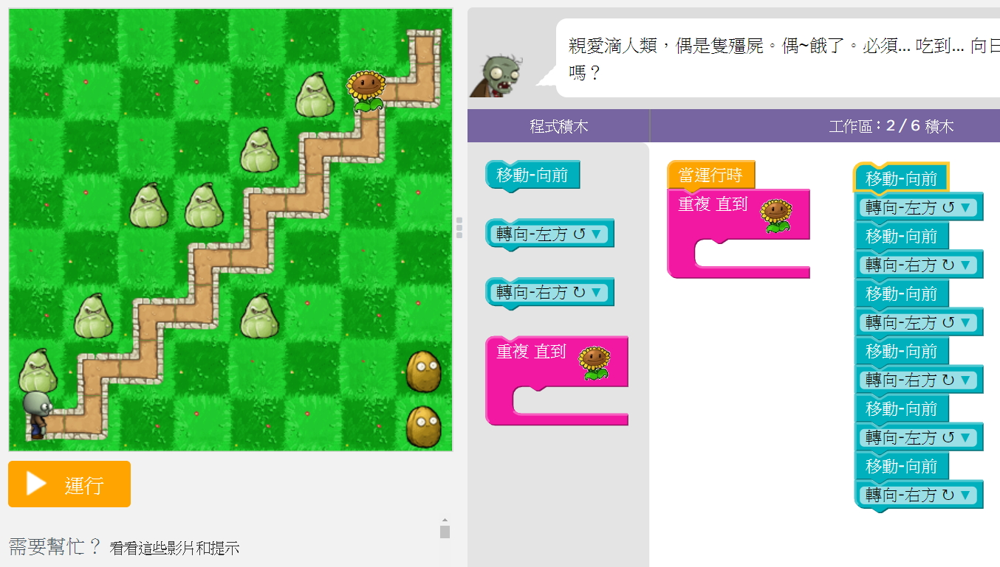 親愛滴人類，偶是隻殭屍。偶~餓了。必須... 吃到... 向日
嗎？
程式積木
工作區：2 / 6 積木
移動-向前
轉向-左方 ↺ ▼
轉向-右方 ↻ ▼
重複 直到
當運行時
重複 直到
移動-向前
轉向-左方 ↺ ▼
移動-向前
轉向-右方 ↻ ▼
移動-向前
轉向-左方 ↺ ▼
移動-向前
轉向-右方 ↻ ▼
移動-向前
轉向-左方 ↺ ▼
移動-向前
轉向-右方 ↻ ▼
運行
需要幫忙？ 看看這些影片和提示